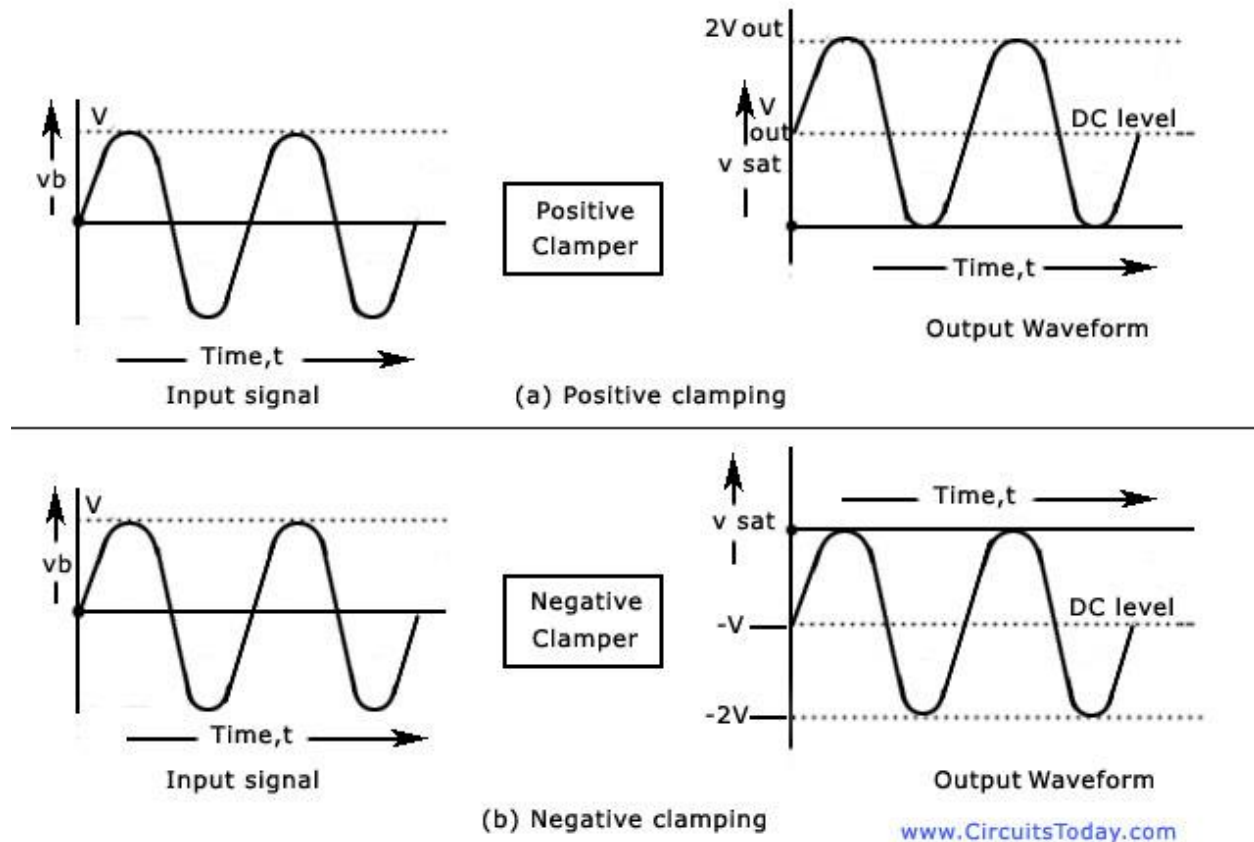 V
vb
Time,t
Input signal
Positive
Clamper
2V out
V
out
v sat
DC level
Time,t
Output Waveform
(a) Positive clamping
V
vb
Time,t
Input signal
Negative
Clamper
Time,t
v sat
DC level
-V
-2V
Output Waveform
(b) Negative clamping
www.CircuitsToday.com